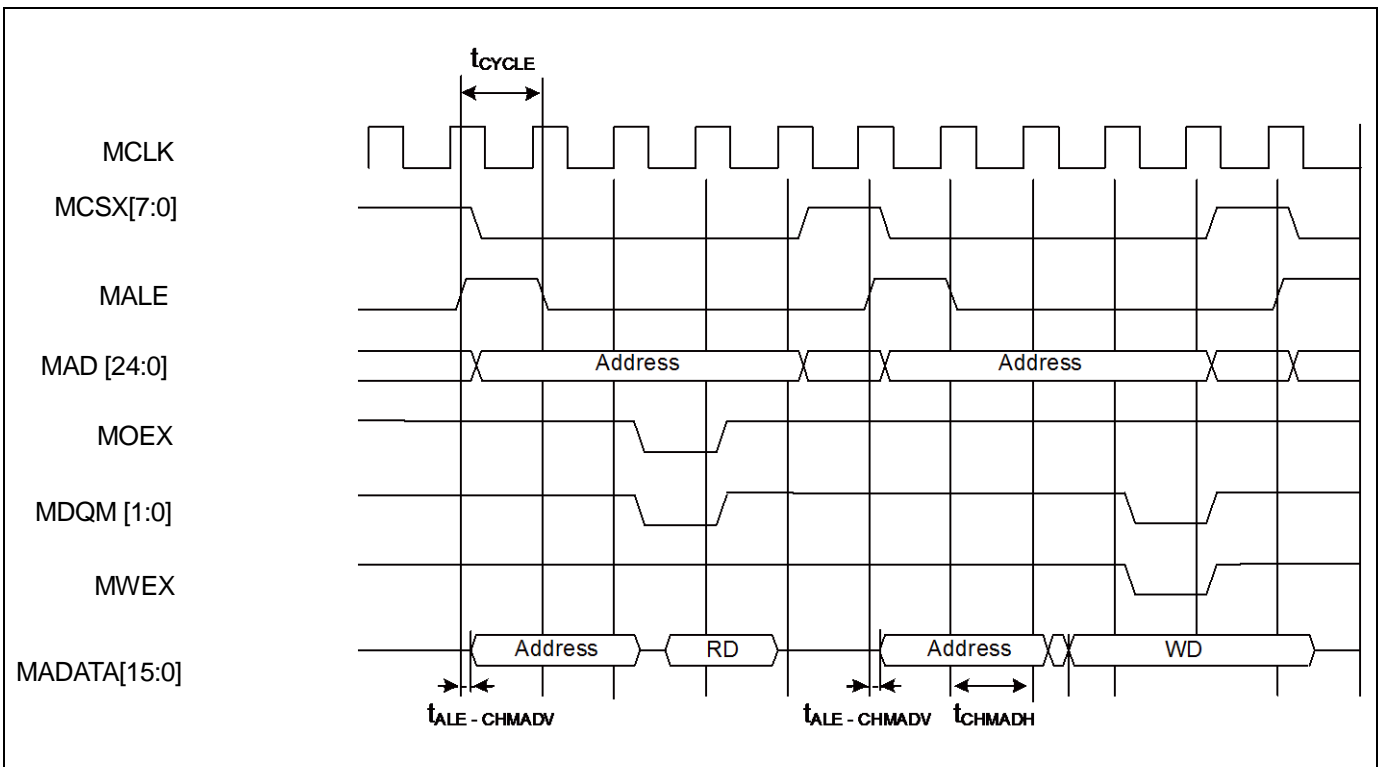 tCYCLE
MCLK
MCSX[7:0]
MALE
MAD [24:0]
Address
Address
MOEX
MDQM [1:0]
MWEX
MADATA[15:0]
Address
RD
Address
WD
tALE - CHMADV
tALE - CHMADV
tCHMADH